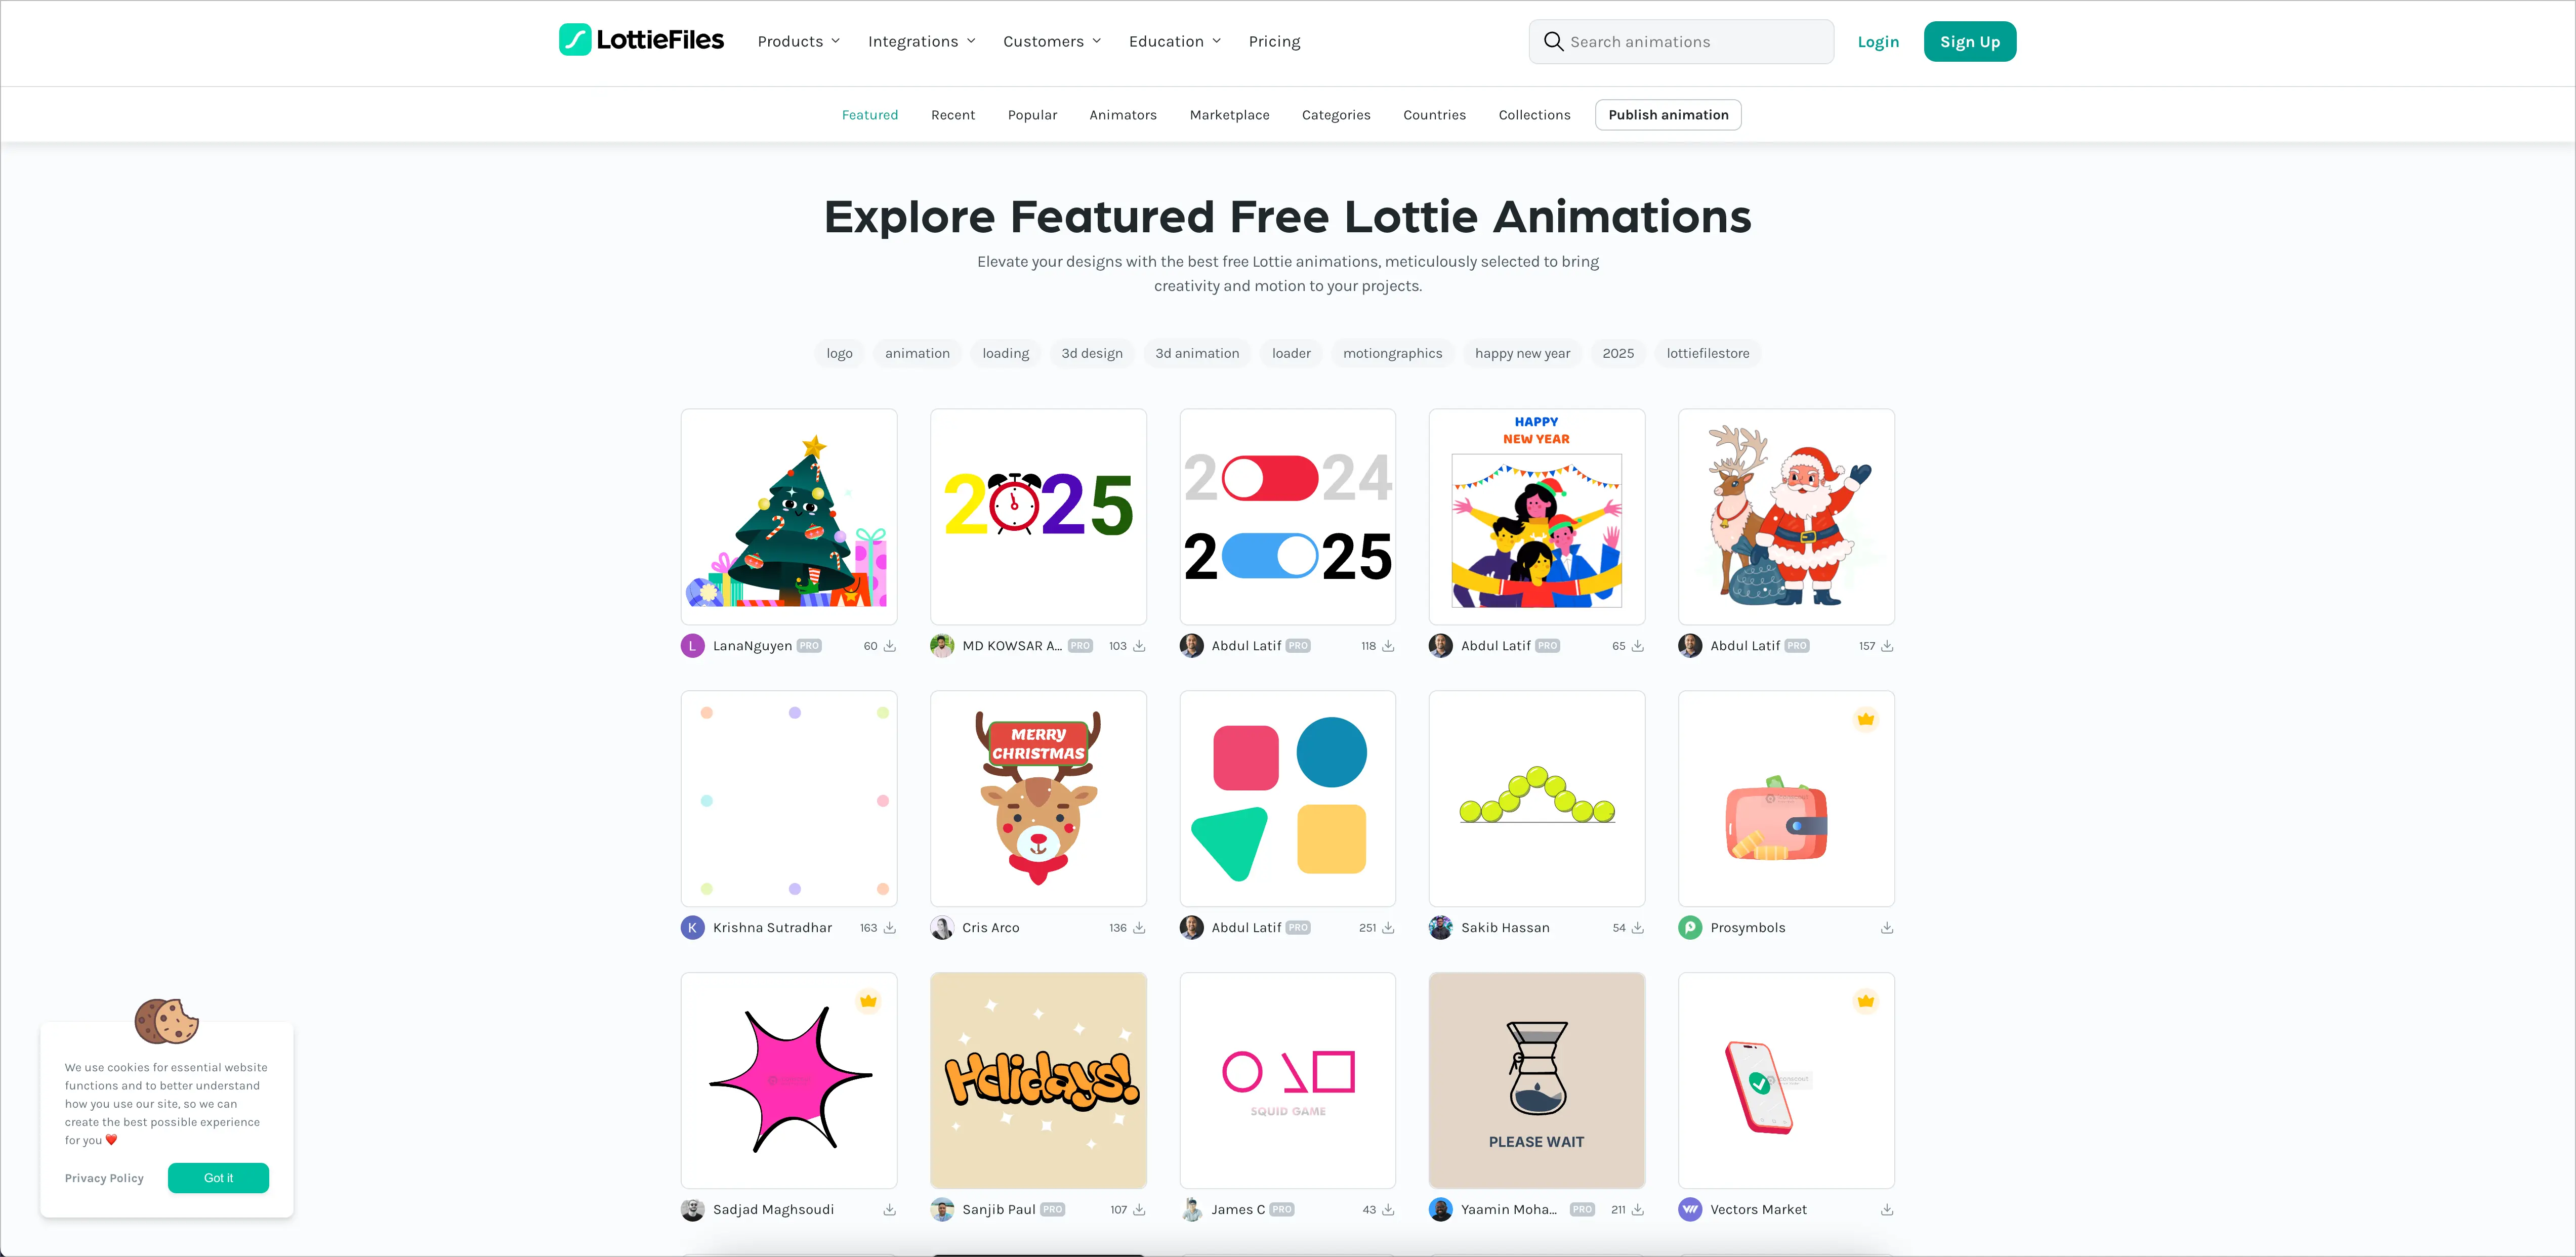 LottieFiles
Products
Integrations
Customers
Education
Pricing
Search animations
Login
Sign Up
Featured
Recent
Popular
Animators
Marketplace
Categories
Countries
Collections
Publish animation
Explore Featured Free Lottie Animations
Elevate your designs with the best free Lottie animations, meticulously selected to bring
creativity and motion to your projects.
logo
animation
loading
3d design
3d animation
loader
motiongraphics
happy new year
2025
lottiefilestore
2 25
2 24
2 25
HAPPY
NEW YEAR
L LanaNguyen PRO 60
MD KOWSAR A... PRO 103
Abdul Latif PRO 118
Abdul Latif PRO 65
Abdul Latif PRO 157
MERRY
CHRISTMAS
K Krishna Sutradhar 163
Cris Arco 136
Abdul Latif PRO 251
Sakib Hassan 54
Prosymbols
Holidays!
SQUID GAME
PLEASE WAIT
Sadjad Maghsoudi
Sanjib Paul PRO 107
James C PRO 43
Yaamin Moha... PRO 211
Vectors Market
We use cookies for essential website
functions and to better understand
how you use our site, so we can
create the best possible experience
for you ❤️
Privacy Policy
Got it